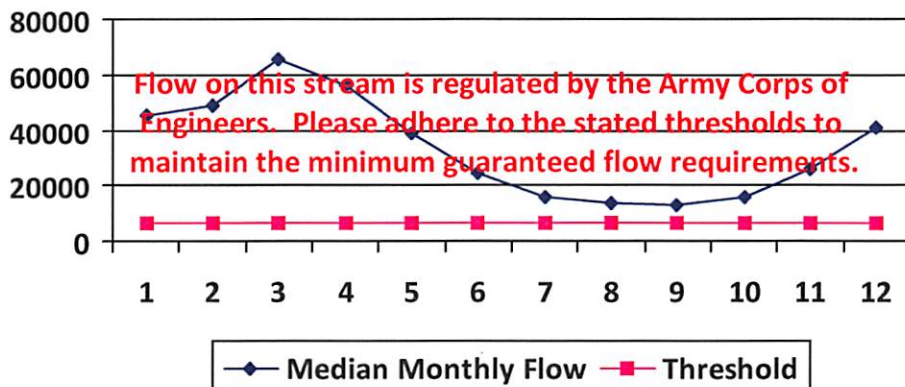 80000
60000
40000
20000
0
Flow on this stream is regulated by the Army Corps of
Engineers. Please adhere to the stated thresholds to
maintain the minimum guaranteed flow requirements.
1 2 3 4 5 6 7 8 9 10 11 12
Median Monthly Flow Threshold